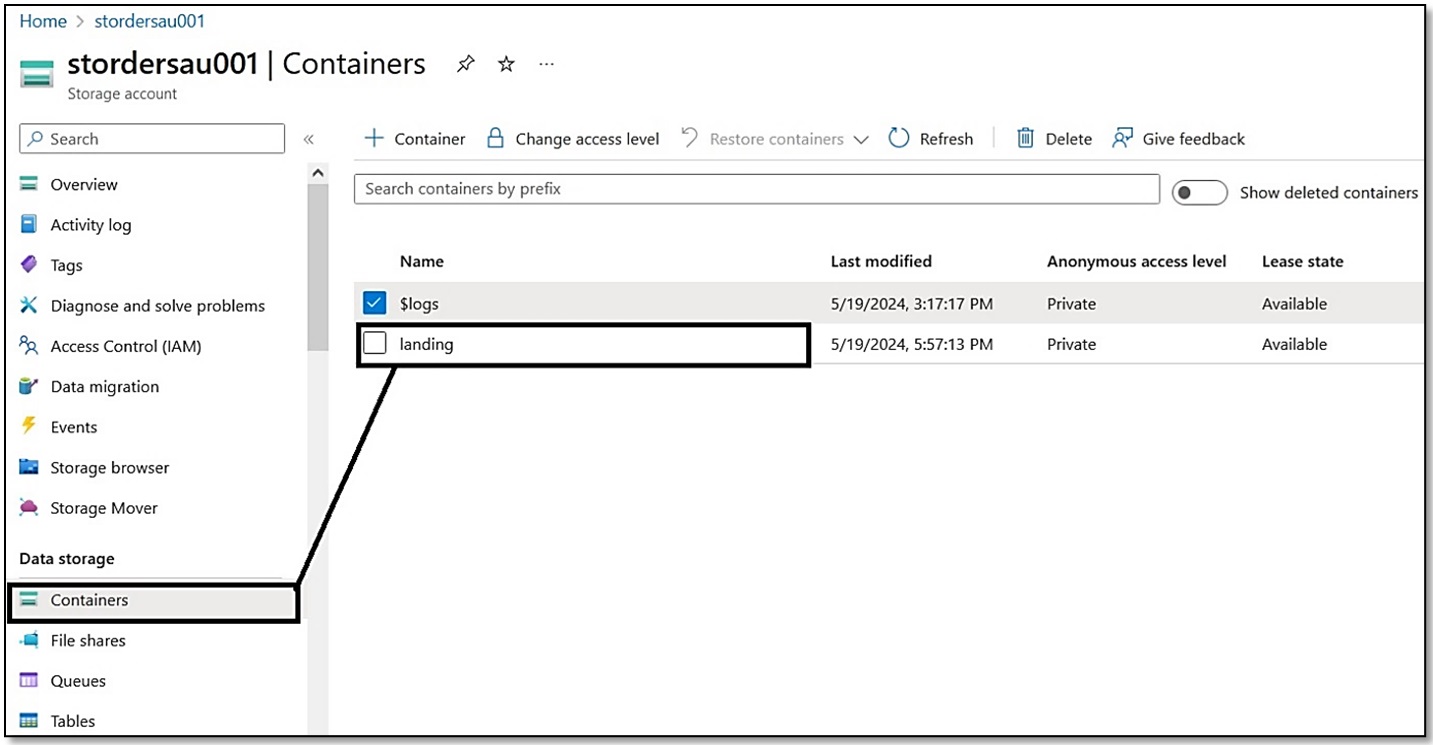 Home > stordersau001
stordersau001 | Containers ...
Storage account
Search «
+ Container Change access level Restore containers Refresh Delete Give feedback
Search containers by prefix Show deleted containers
Overview
Activity log
Tags
Diagnose and solve problems
Access Control (IAM)
Data migration
Events
Storage browser
Storage Mover
Data storage
Containers
File shares
Queues
Tables
Name Last modified Anonymous access level Lease state
$logs 5/19/2024, 3:17:17 PM Private Available
landing 5/19/2024, 5:57:13 PM Private Available